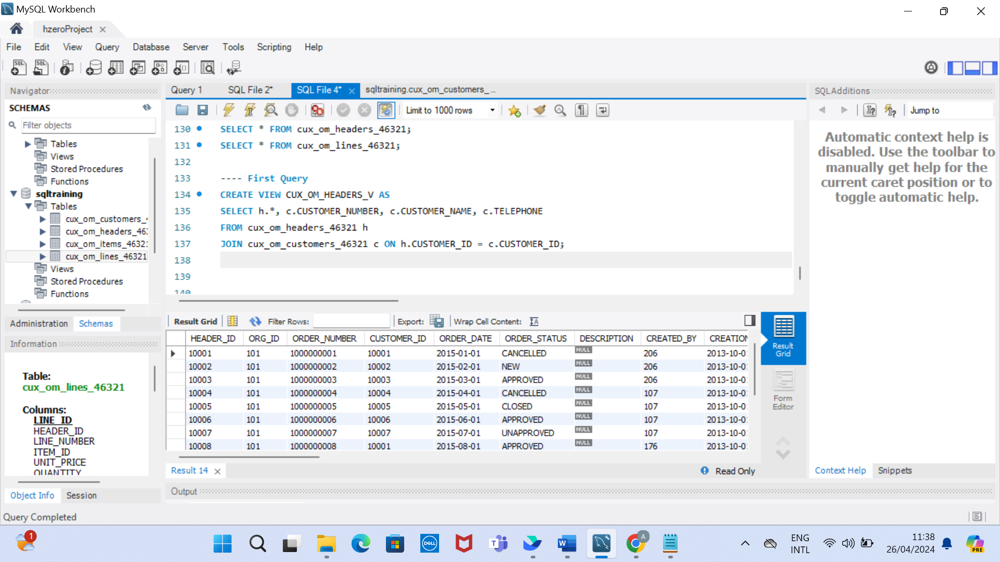 MySQL Workbench
hzeroProject
File Edit View Query Database Server Tools Scripting Help
Navigator
SCHEMAS
Filter objects
Tables
Views
Stored Procedures
Functions
sqltraining
Tables
cux_om_customers_
cux_om_headers_46
cux_om_items_4632
cux_om_lines_46321
Views
Stored Procedures
Functions
Administration Schemas
Information
Table:
cux_om_lines_46321
Columns:
LINE_ID
HEADER_ID
LINE_NUMBER
ITEM_ID
UNIT_PRICE
QUANTITY
Object Info Session
Query Completed
Query 1 SQL File 2* SQL File 4* sqltraining.cux_om_customers_...
Limit to 1000 rows
130 SELECT * FROM cux_om_headers_46321;
131 SELECT * FROM cux_om_lines_46321;
132
133 ---- First Query
134 CREATE VIEW CUX_OM_HEADERS_V AS
135 SELECT h.*, c.CUSTOMER_NUMBER, c.CUSTOMER_NAME, c.TELEPHONE
136 FROM cux_om_headers_46321 h
137 JOIN cux_om_customers_46321 c ON h.CUSTOMER_ID = c.CUSTOMER_ID;
138
139
140
Result Grid Filter Rows: Export: Wrap Cell Content:
HEADER_ID ORG_ID ORDER_NUMBER CUSTOMER_ID ORDER_DATE ORDER_STATUS DESCRIPTION CREATED_BY CREATION
10001 101 1000000001 10001 2015-01-01 CANCELLED NULL 206 2013-10-0
10002 101 1000000002 10002 2015-02-01 NEW NULL 206 2013-10-0
10003 101 1000000003 10003 2015-03-01 APPROVED NULL 206 2013-10-0
10004 101 1000000004 10004 2015-04-01 CANCELLED NULL 107 2013-10-0
10005 101 1000000005 10005 2015-05-01 CLOSED NULL 107 2013-10-0
10006 101 1000000006 10006 2015-06-01 APPROVED NULL 107 2013-10-0
10007 101 1000000007 10007 2015-07-01 UNAPPROVED NULL 107 2013-10-0
10008 101 1000000008 10001 2015-08-01 APPROVED NULL 176 2013-10-0
Result
Grid
Form
Editor
Result 14
Read Only
Output
SQLAdditions
Jump to
Automatic context help is
disabled. Use the toolbar to
manually get help for the
current caret position or to
toggle automatic help.
Context Help Snippets
1
DELL
T
W
A
ENG
INTL
11:38
26/04/2024
PRE